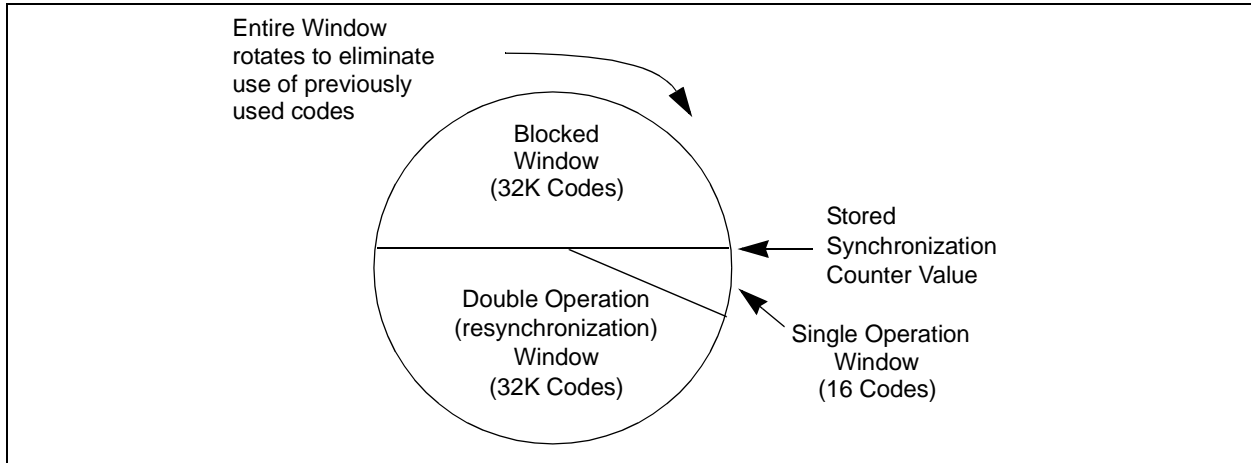 Entire Window
rotates to eliminate
use of previously
used codes
Blocked
Window
(32K Codes)
Stored
Synchronization
Counter Value
Double Operation
(resynchronization)
Window
(32K Codes)
Single Operation
Window
(16 Codes)